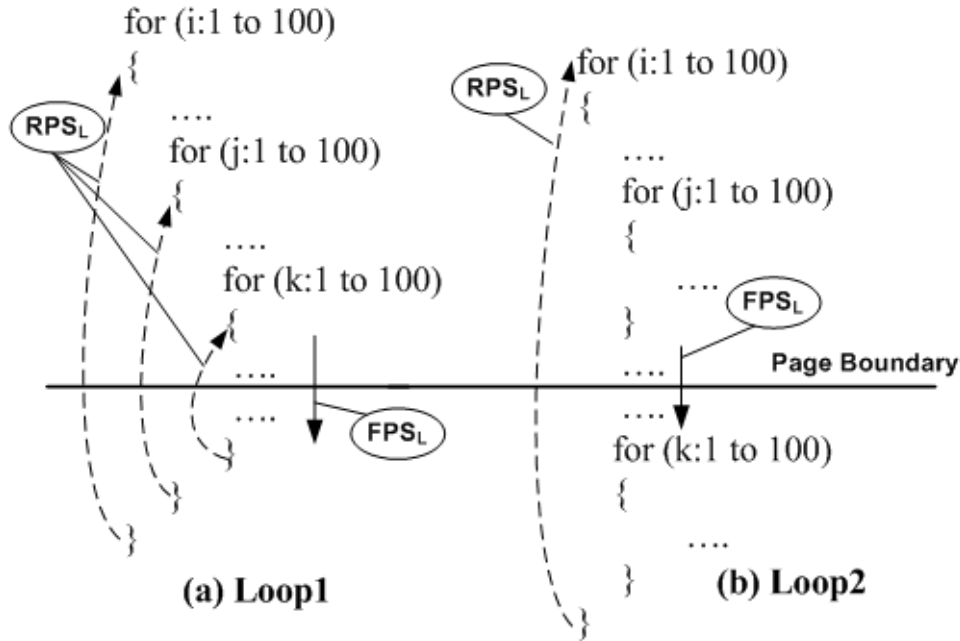 for (i:1 to 100)
{
RPSL
....
for (j:1 to 100)
{
....
for (k:1 to 100)
{
....
....
FPSL
}
}
}
(a) Loop1
for (i:1 to 100)
RPSL
{
....
for (j:1 to 100)
{
....
FPSL
}
Page Boundary
....
....
for (k:1 to 100)
{
....
}
(b) Loop2
}